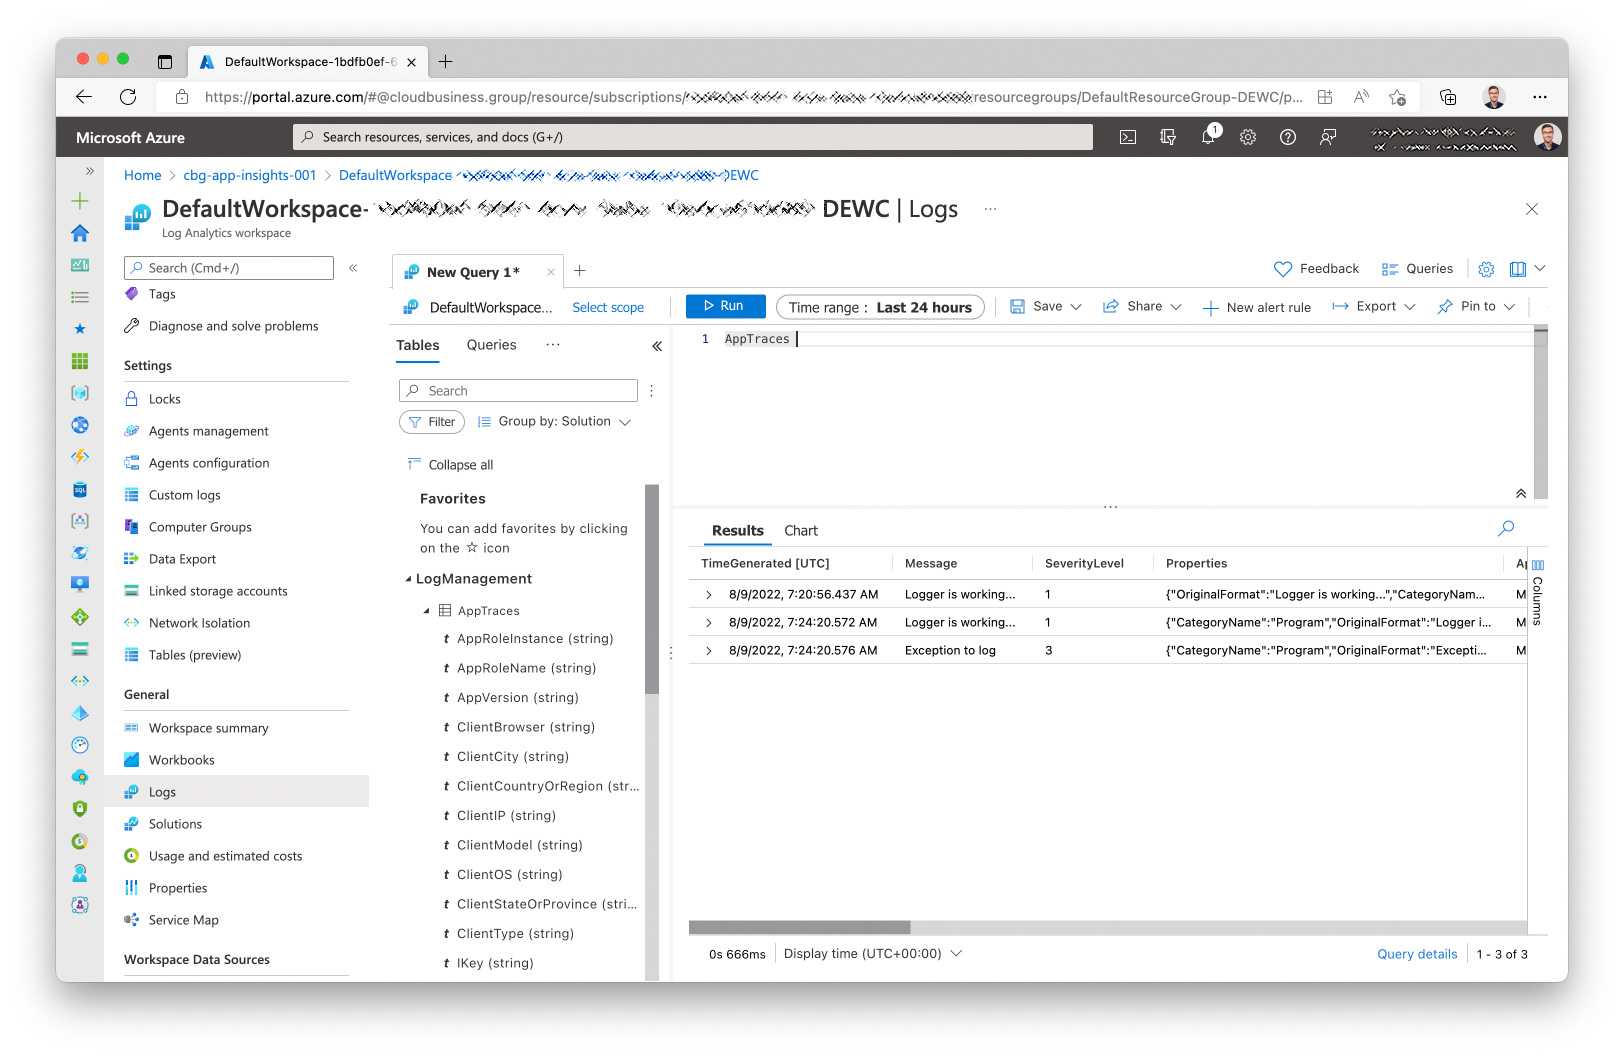 DefaultWorkspace-1bdfb0ef-6
https://portal.azure.com/#@cloudbusiness.group/resource/subscriptions/ resourcegroups/DefaultResourceGroup-DEWC/p...
Microsoft Azure
Search resources, services, and docs (G+/)
1
Home > cbg-app-insights-001 > DefaultWorkspace DEWC
DefaultWorkspace- DEWC | Logs ...
Log Analytics workspace
Search (Cmd+/)
Tags
Diagnose and solve problems
Settings
Locks
Agents management
Agents configuration
Custom logs
Computer Groups
Data Export
Linked storage accounts
Network Isolation
Tables (preview)
General
Workspace summary
Workbooks
Logs
Solutions
Usage and estimated costs
Properties
Service Map
Workspace Data Sources
New Query 1*
Feedback
Queries
DefaultWorkspace...
Select scope
Run
Time range : Last 24 hours
Save
Share
New alert rule
Export
Pin to
Tables
Queries
...
Search
Filter
Group by: Solution
Collapse all
Favorites
You can add favorites by clicking
on the ☆ icon
LogManagement
AppTraces
t AppRoleInstance (string)
t AppRoleName (string)
t AppVersion (string)
t ClientBrowser (string)
t ClientCity (string)
t ClientCountryOrRegion (str...
t ClientIP (string)
t ClientModel (string)
t ClientOS (string)
t ClientStateOrProvince (stri...
t ClientType (string)
t IKey (string)
1 AppTraces
Results
Chart
TimeGenerated [UTC] Message SeverityLevel Properties
8/9/2022, 7:20:56.437 AM Logger is working... 1 {"OriginalFormat":"Logger is working...","CategoryNam... M
8/9/2022, 7:24:20.572 AM Logger is working... 1 {"CategoryName":"Program","OriginalFormat":"Logger i... M
8/9/2022, 7:24:20.576 AM Exception to log 3 {"CategoryName":"Program","OriginalFormat":"Excepti... M
Columns
0s 666ms
Display time (UTC+00:00)
Query details
1 - 3 of 3